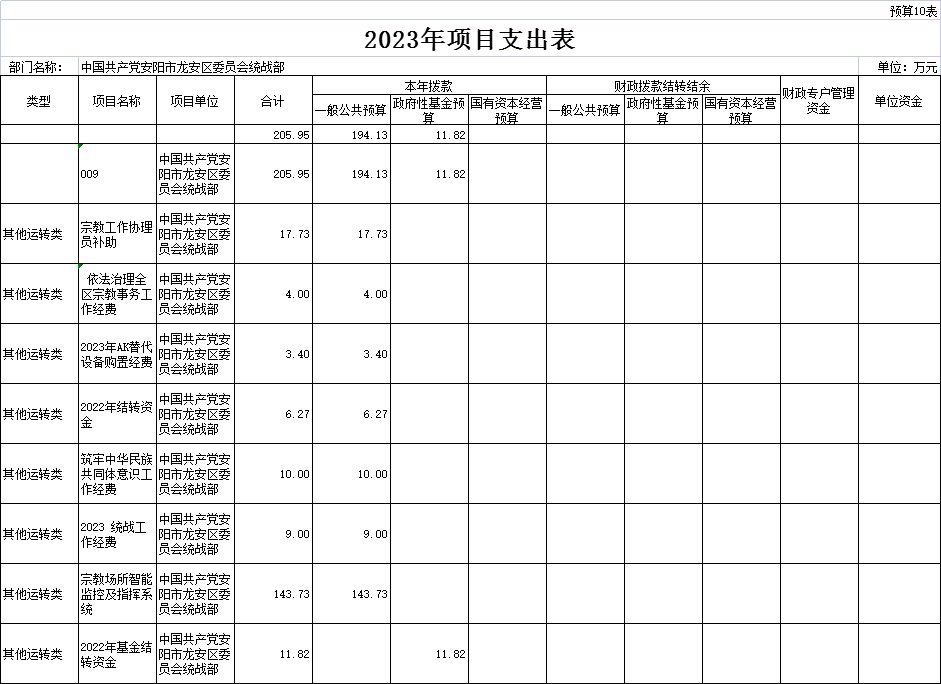 预算10表
2023年项目支出表
部门名称： 中国共产党安阳市龙安区委员会统战部 单位：万元
类型 项目名称 项目单位 合计 本年拨款 财政拨款结转结余 财政专户管理资金 单位资金
一般公共预算 政府性基金预算 国有资本经营预算 一般公共预算 政府性基金预算 国有资本经营预算
205.95 194.13 11.82
009 中国共产党安阳市龙安区委员会统战部 205.95 194.13 11.82
其他运转类 宗教工作协理员补助 中国共产党安阳市龙安区委员会统战部 17.73 17.73
其他运转类 依法治理全区宗教事务工作经费 中国共产党安阳市龙安区委员会统战部 4.00 4.00
其他运转类 2023年AK替代设备购置经费 中国共产党安阳市龙安区委员会统战部 3.40 3.40
其他运转类 2022年结转资金 中国共产党安阳市龙安区委员会统战部 6.27 6.27
其他运转类 筑牢中华民族共同体意识工作经费 中国共产党安阳市龙安区委员会统战部 10.00 10.00
其他运转类 2023 统战工作经费 中国共产党安阳市龙安区委员会统战部 9.00 9.00
其他运转类 宗教场所智能监控及指挥系统 中国共产党安阳市龙安区委员会统战部 143.73 143.73
其他运转类 2022年基金结转资金 中国共产党安阳市龙安区委员会统战部 11.82 11.82